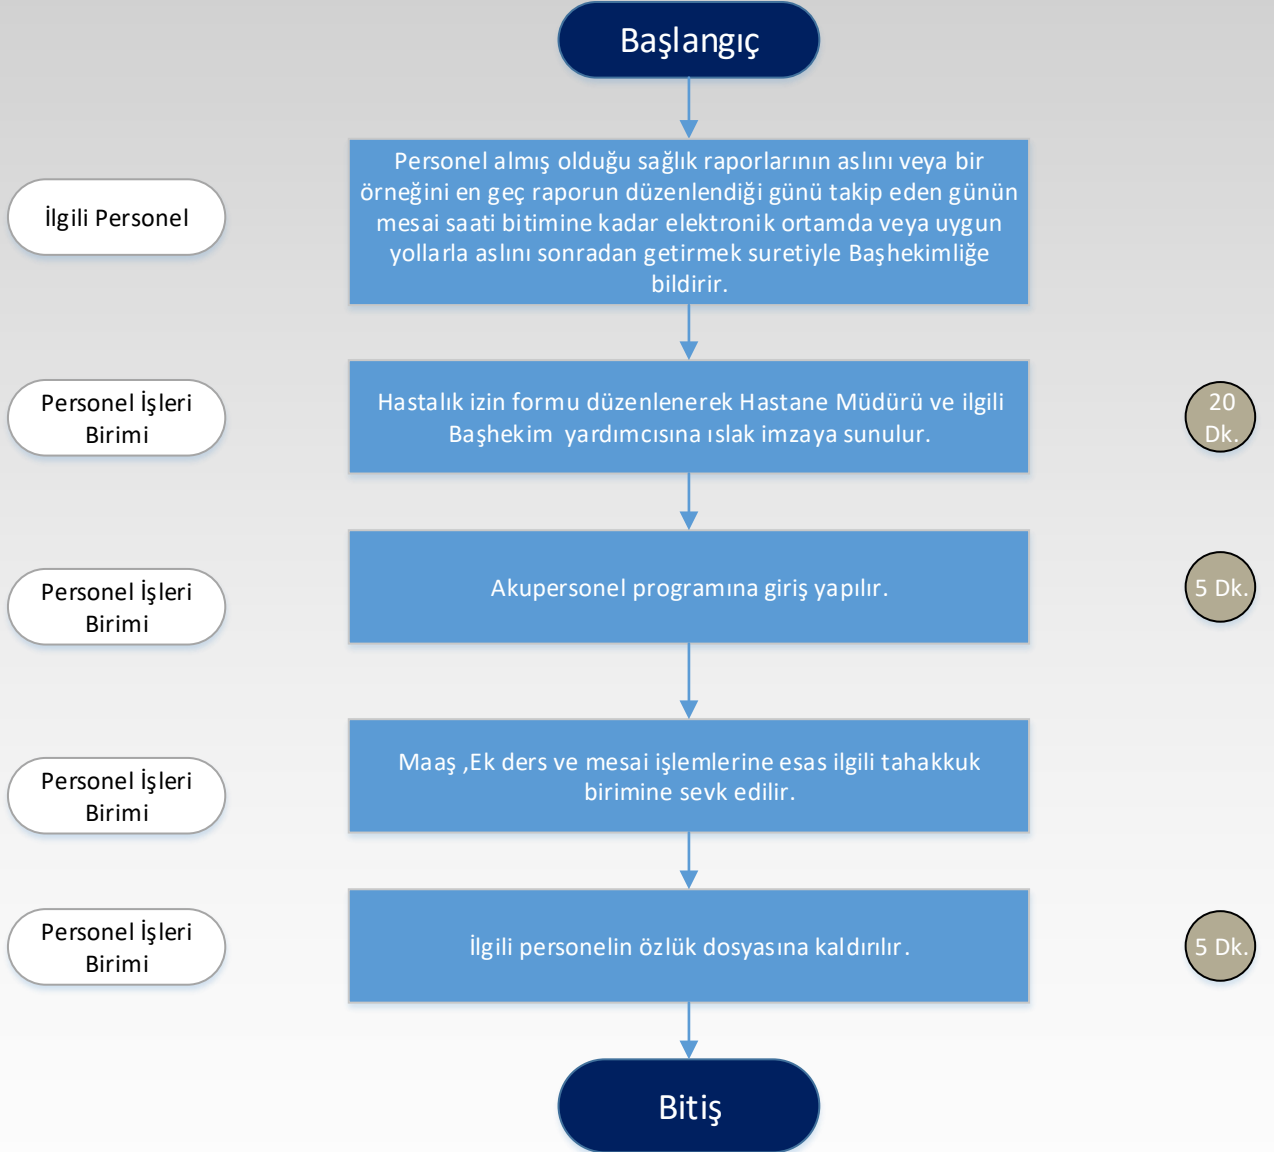 Başlangıç
İlgili Personel
Personel almış olduğu sağlık raporlarının aslını veya bir
örneğini en geç raporun düzenlendiği günü takip eden günün
mesai saati bitimine kadar elektronik ortamda veya uygun
yollarla aslını sonradan getirmek suretiyle Başhekimliğe
bildirir.
Personel İşleri
Birimi
Hastalık izin formu düzenlenerek Hastane Müdürü ve ilgili
Başhekim yardımcısına ıslak imzaya sunulur.
20
Dk.
Personel İşleri
Birimi
Akupersonel programına giriş yapılır.
5 Dk.
Personel İşleri
Birimi
Maaş ,Ek ders ve mesai işlemlerine esas ilgili tahakkuk
birimine sevk edilir.
Personel İşleri
Birimi
İlgili personelin özlük dosyasına kaldırılır.
5 Dk.
Bitiş